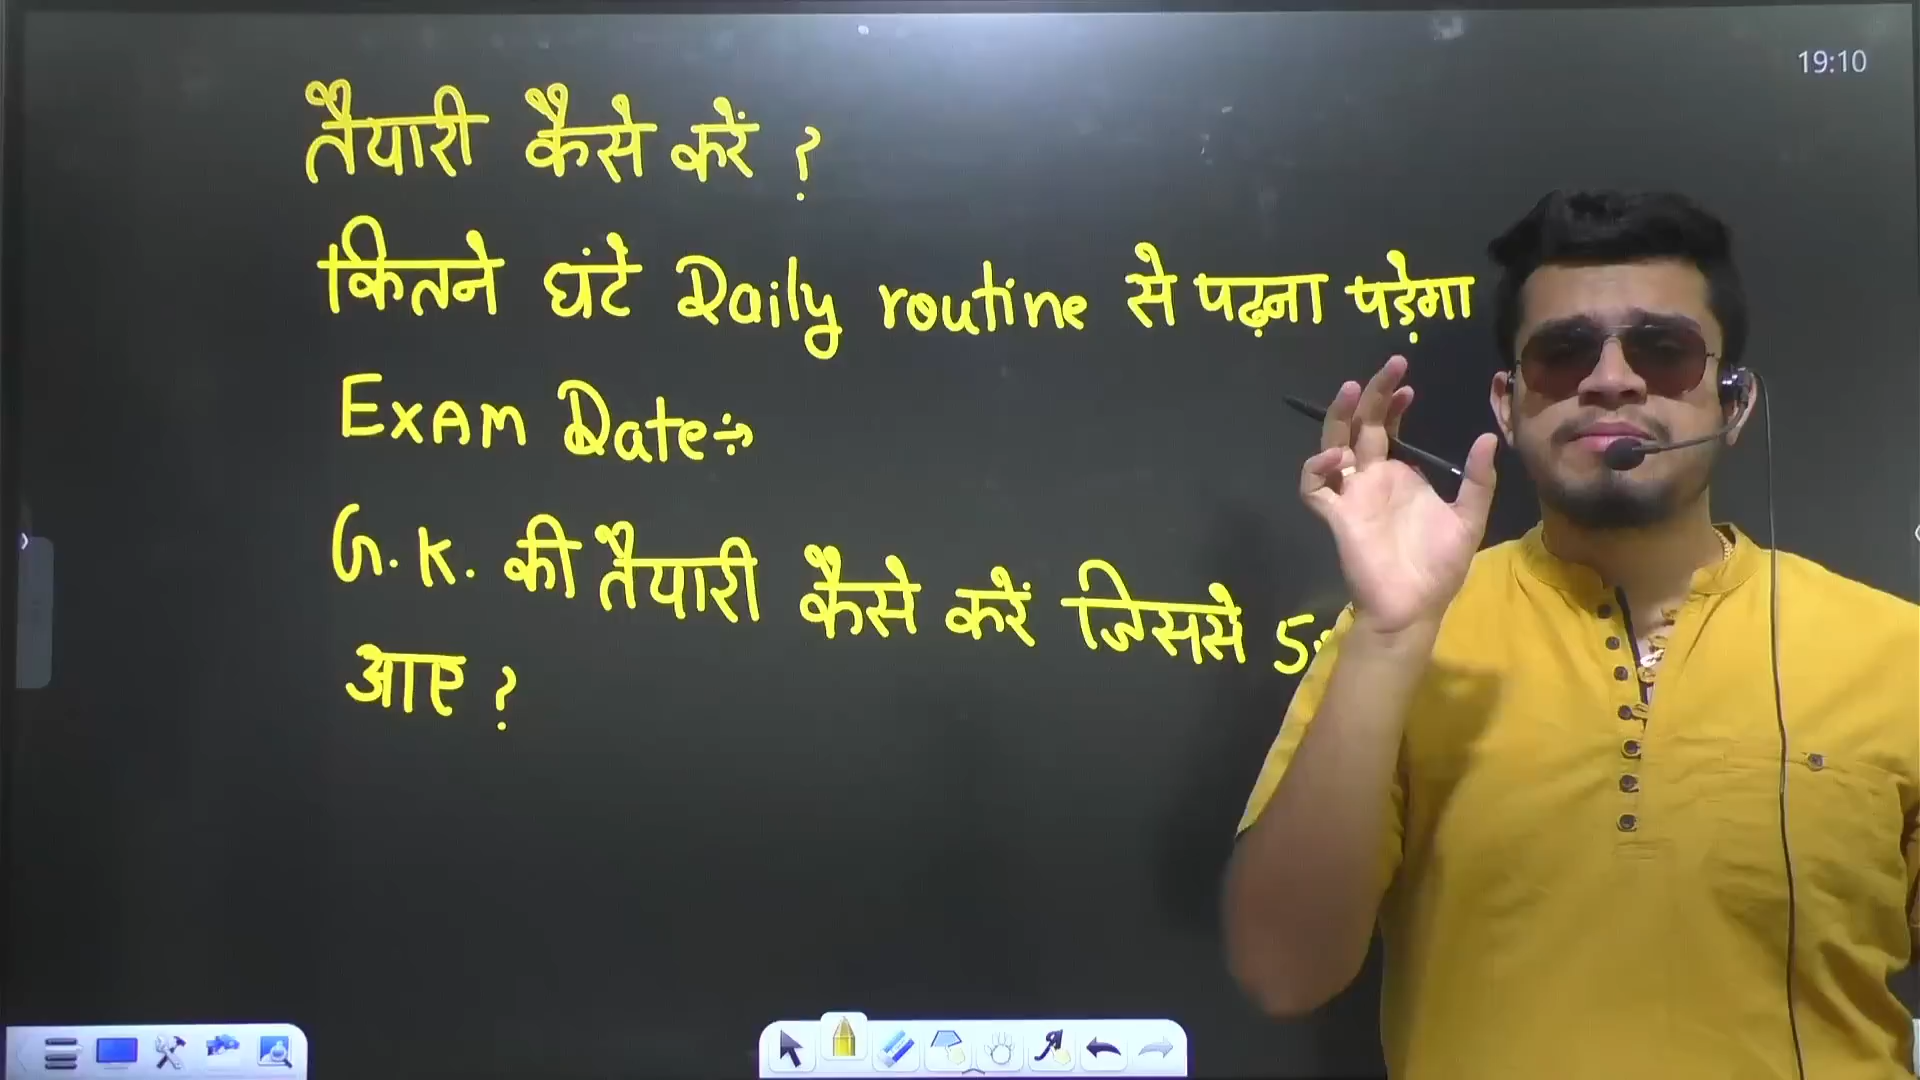 19:10
तैयारी कैसे करें ?
कितने घंटे Daily routine से पढ़ना पड़ेगा
EXAM Date:→
G.K. की तैयारी कैसे करें जिससे
आए ?